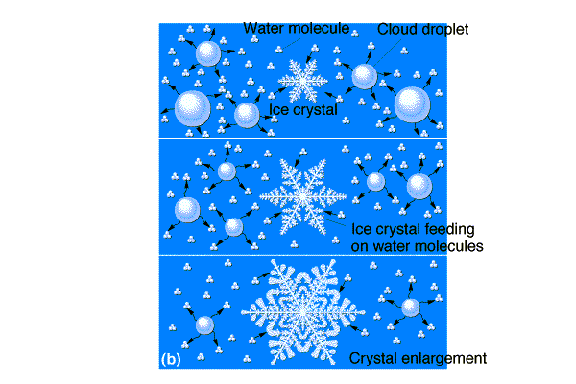 Water molecule
Cloud droplet
Ice crystal
Ice crystal feeding
on water molecules
(b)
Crystal enlargement